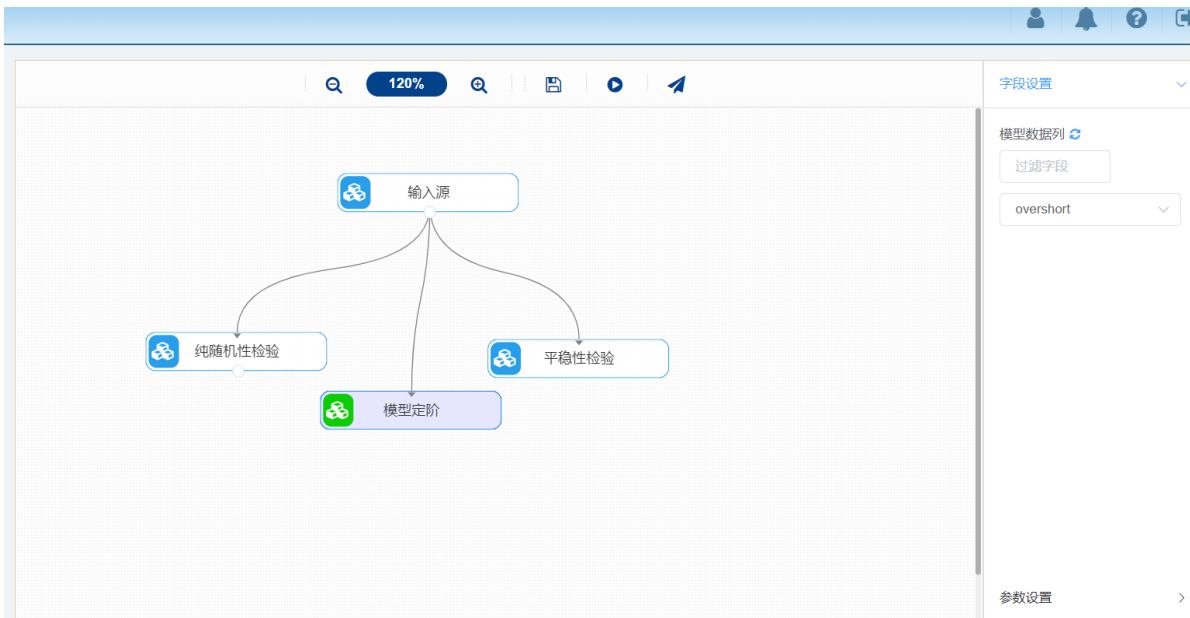 120%
字段设置
模型数据列
过滤字段
overshort
输入源
纯随机性检验
平稳性检验
模型定阶
参数设置